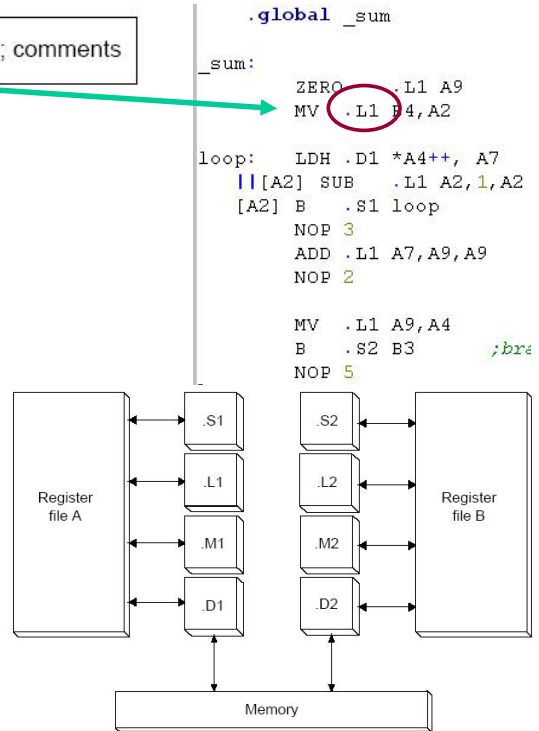 .global _sum
; comments
_sum:
ZERO .L1 A9
MV .L1 B4,A2
loop: LDH .D1 *A4++, A7
||[A2] SUB .L1 A2,1,A2
[A2] B .S1 loop
NOP 3
ADD .L1 A7,A9,A9
NOP 2
MV .L1 A9,A4
B .S2 B3
NOP 5
.S1
.S2
.L1
.L2
Register
file A
Register
file B
.M1
.M2
.D1
.D2
Memory